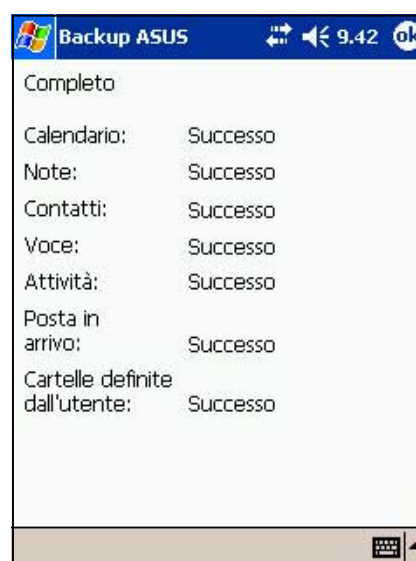 Backup ASUS 9.42 ok
Completo
Calendario: Successo
Note: Successo
Contatti: Successo
Voce: Successo
Attività: Successo
Posta in
arrivo: Successo
Cartelle definite
dall'utente: Successo